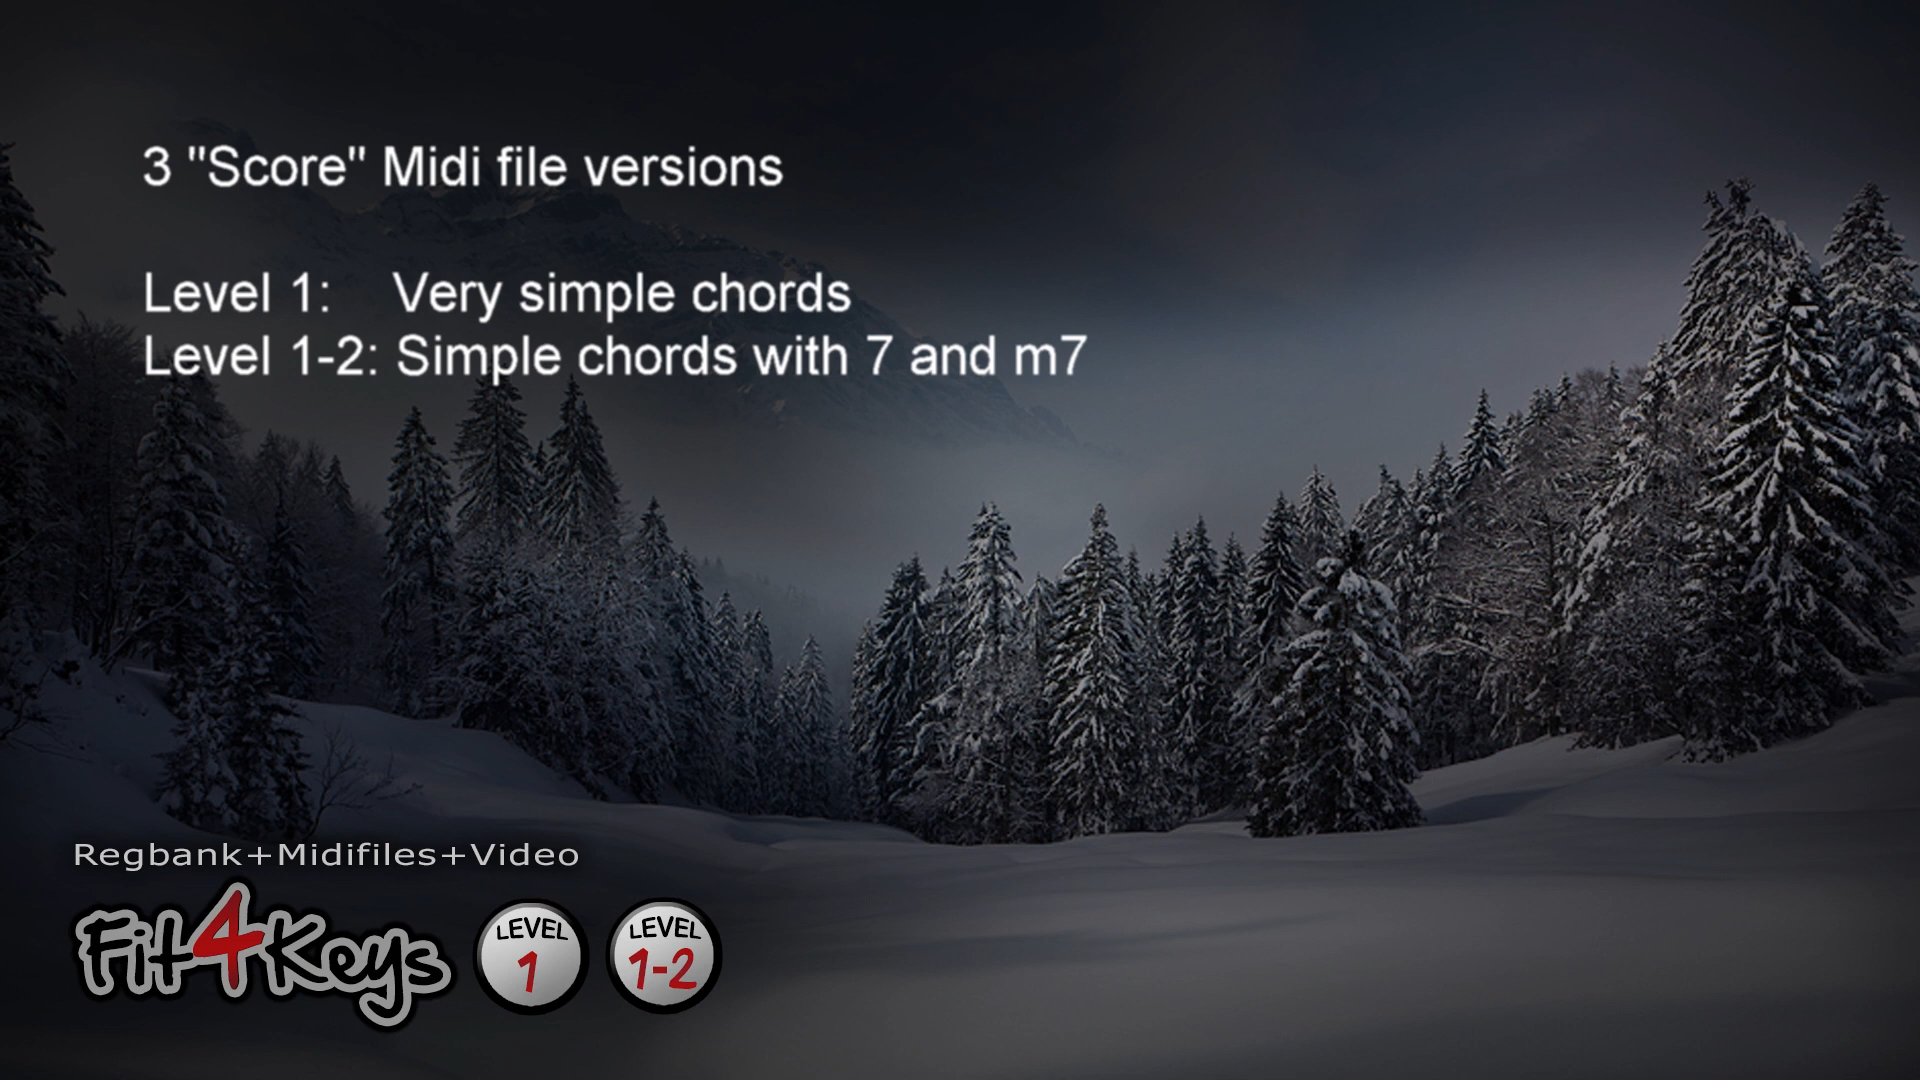 3 "Score" Midi file versions
Level 1: Very simple chords
Level 1-2: Simple chords with 7 and m7
Regbank+Midifiles+Video
Fit4Keys
LEVEL
1
LEVEL
1-2